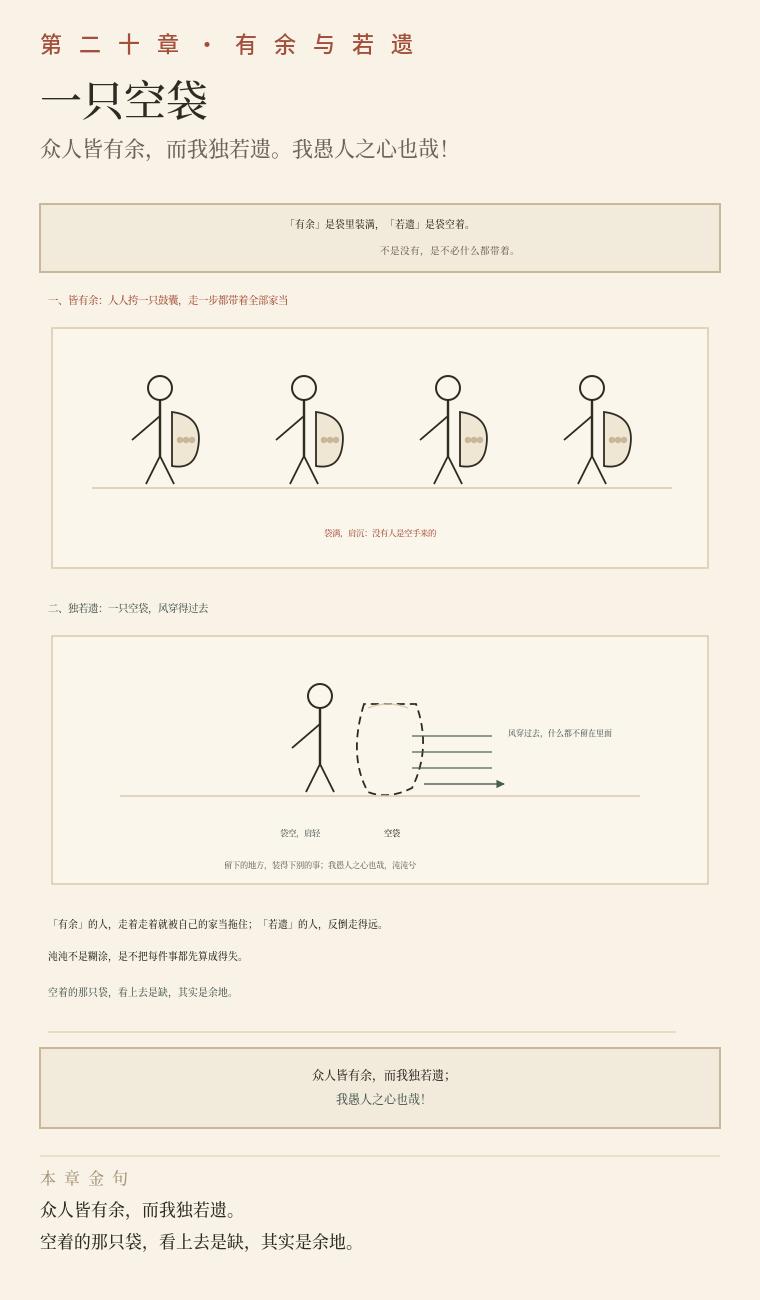 第二十章·有余与若遗
一只空袋
众人皆有余，而我独若遗。我愚人之心也哉！
「有余」是袋里装满，「若遗」是袋空着。
不是没有，是不必什么都带着。
一、皆有余：人人挎一只鼓囊，走一步都带着全部家当
袋满，肩沉：没有人是空手来的
二、独若遗：一只空袋，风穿得过去
风穿过去，什么都不留在里面
袋空，肩轻
空袋
留下的地方，装得下别的事；我愚人之心也哉，沌沌兮
「有余」的人，走着走着就被自己的家当拖住；「若遗」的人，反倒走得远。
沌沌不是糊涂，是不把每件事都先算成得失。
空着的那只袋，看上去是缺，其实是余地。
众人皆有余，而我独若遗；
我愚人之心也哉！
本章金句
众人皆有余，而我独若遗。
空着的那只袋，看上去是缺，其实是余地。